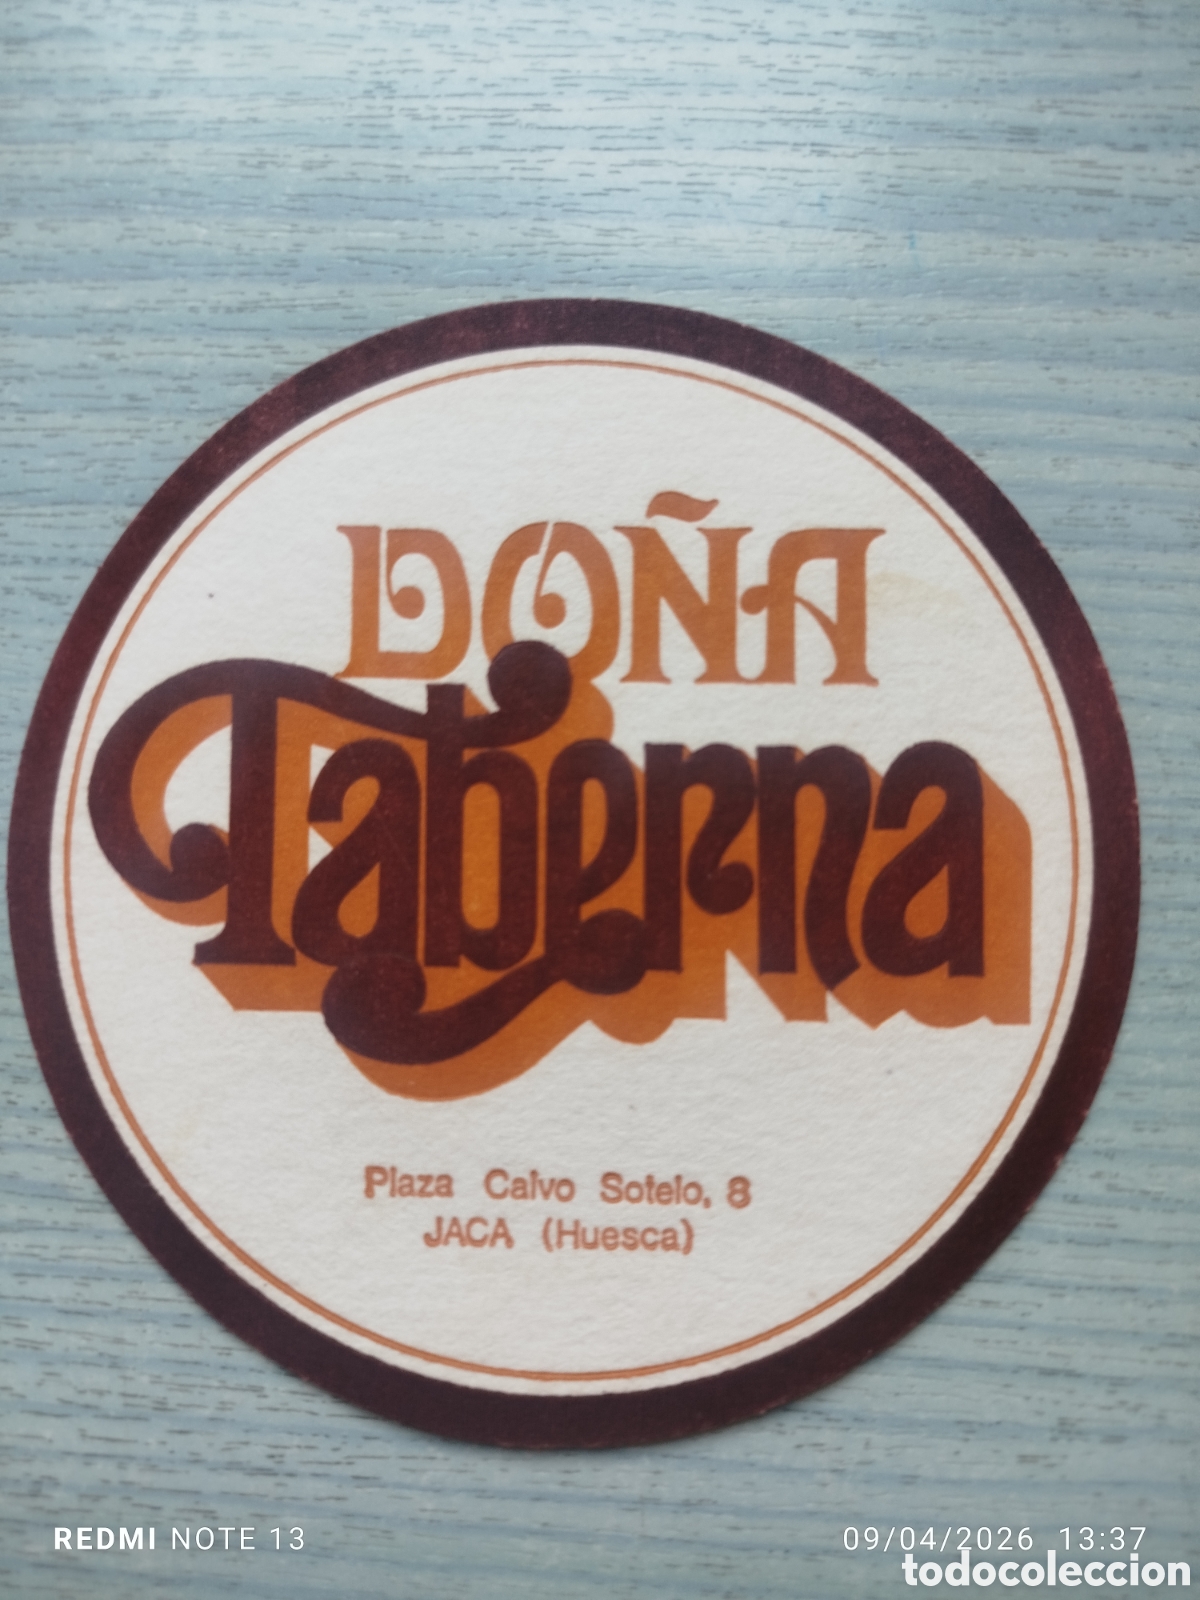 DOÑA
Taberna
Plaza Calvo Sotelo, 8
JACA (Huesca)
REDMI NOTE 13
09/04/2026 13:37
todocoleccion